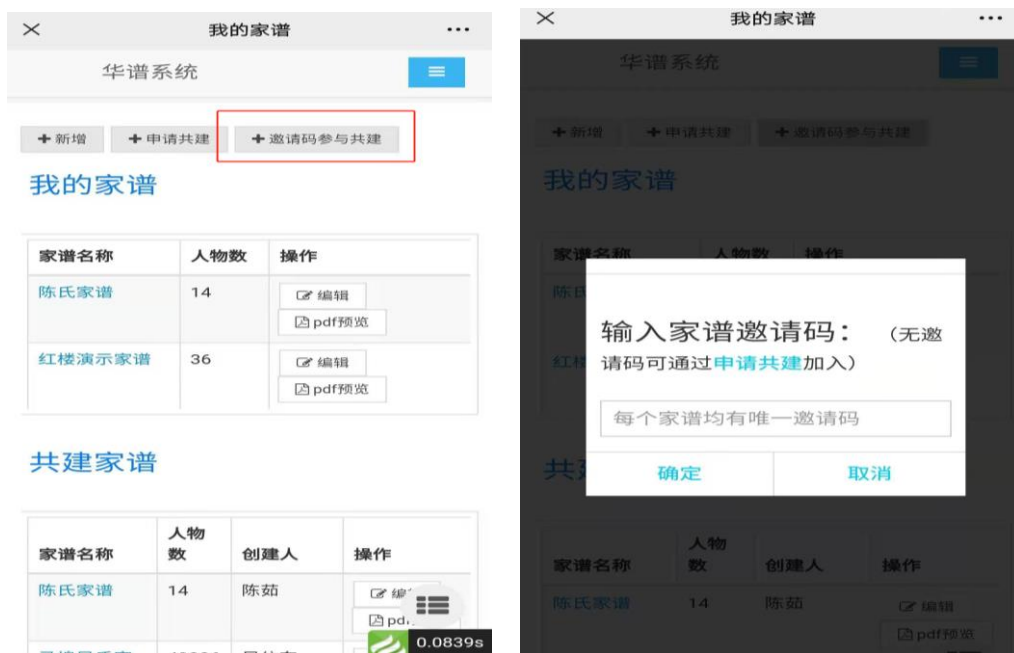 我的家谱
华谱系统
新增 申请共建 邀请码参与共建
我的家谱
家谱名称 人物数 操作
陈氏家谱 14 编辑
pdf预览
红楼演示家谱 36 编辑
pdf预览
共建家谱
家谱名称 人物数 创建人 操作
陈氏家谱 14 陈茹
0.0839s
我的家谱
华谱系统
新增 申请共建 邀请码参与共建
我的家谱
家谱名称 人物数 操作
输入家谱邀请码：（无邀
请码可通过申请共建加入）
每个家谱均有唯一邀请码
确定 取消
家谱名称 人物数 创建人 操作
陈氏家谱 14 陈茹 编辑
pdf预览